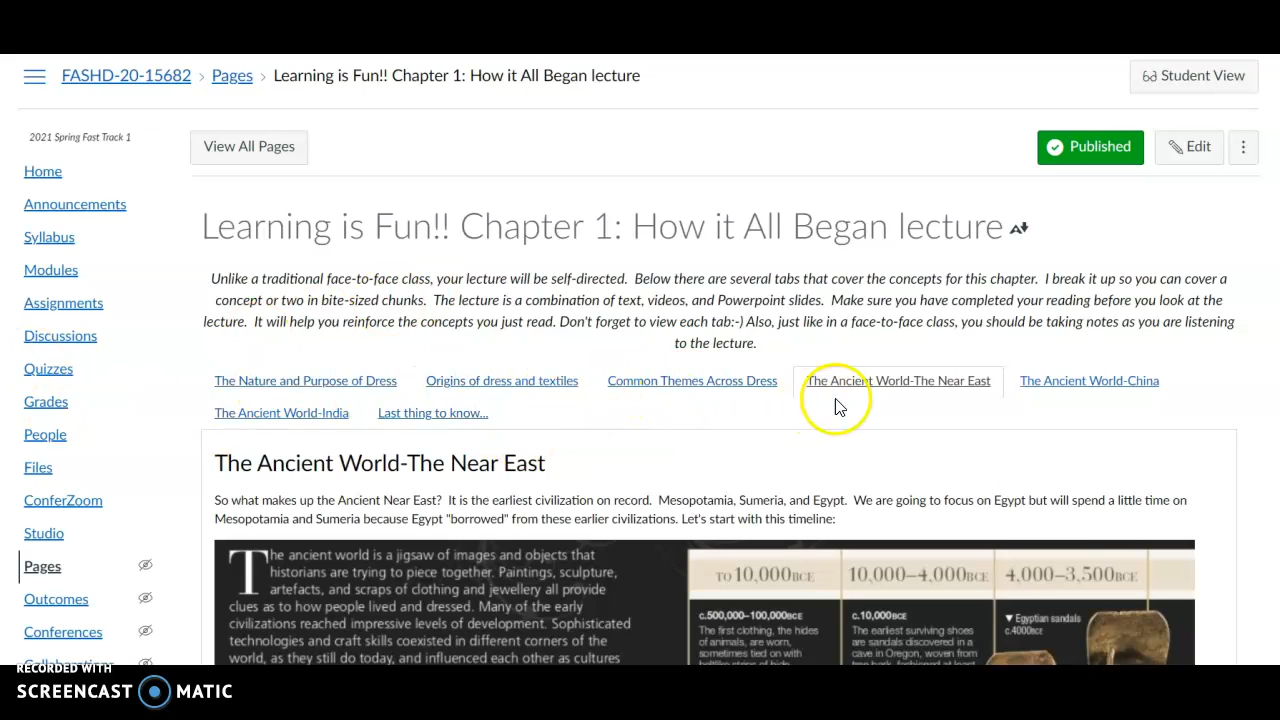 FASHD-20-15682 > Pages > Learning is Fun!! Chapter 1: How it All Began lecture
Student View
2021 Spring Fast Track 1
View All Pages
Published
Edit
Home
Announcements
Syllabus
Modules
Assignments
Discussions
Quizzes
Grades
People
Files
ConferZoom
Studio
Pages
Outcomes
Conferences
Learning is Fun!! Chapter 1: How it All Began lecture
Unlike a traditional face-to-face class, your lecture will be self-directed. Below there are several tabs that cover the concepts for this chapter. I break it up so you can cover a
concept or two in bite-sized chunks. The lecture is a combination of text, videos, and Powerpoint slides. Make sure you have completed your reading before you look at the
lecture. It will help you reinforce the concepts you just read. Don't forget to view each tab:-) Also, just like in a face-to-face class, you should be taking notes as you are listening
to the lecture.
The Nature and Purpose of Dress
Origins of dress and textiles
Common Themes Across Dress
The Ancient World-The Near East
The Ancient World-China
The Ancient World-India
Last thing to know...
The Ancient World-The Near East
So what makes up the Ancient Near East? It is the earliest civilization on record. Mesopotamia, Sumeria, and Egypt. We are going to focus on Egypt but will spend a little time on
Mesopotamia and Sumeria because Egypt "borrowed" from these earlier civilizations. Let's start with this timeline:
The ancient world is a jigsaw of images and objects that
historians are trying to piece together. Paintings, sculpture,
artefacts, and scraps of clothing and jewellery all provide
clues as to how people lived and dressed. Many of the early
civilizations reached impressive levels of development. Sophisticated
technologies and craft skills coexisted in different corners of the
world, as they still do today, and influenced each other as cultures
TO 10,000BCE
10,000–4,000BCE
4,000–3,500BCE
c.500,000–100,000BCE
The first clothing, the hides
of animals, are worn,
sometimes tied on with
c.10,000BCE
The earliest surviving shoes
are sandals discovered in a
cave in Oregon, woven from
▼ Egyptian sandals
c.4000BCE
RECORDED WITH
SCREENCAST MATIC